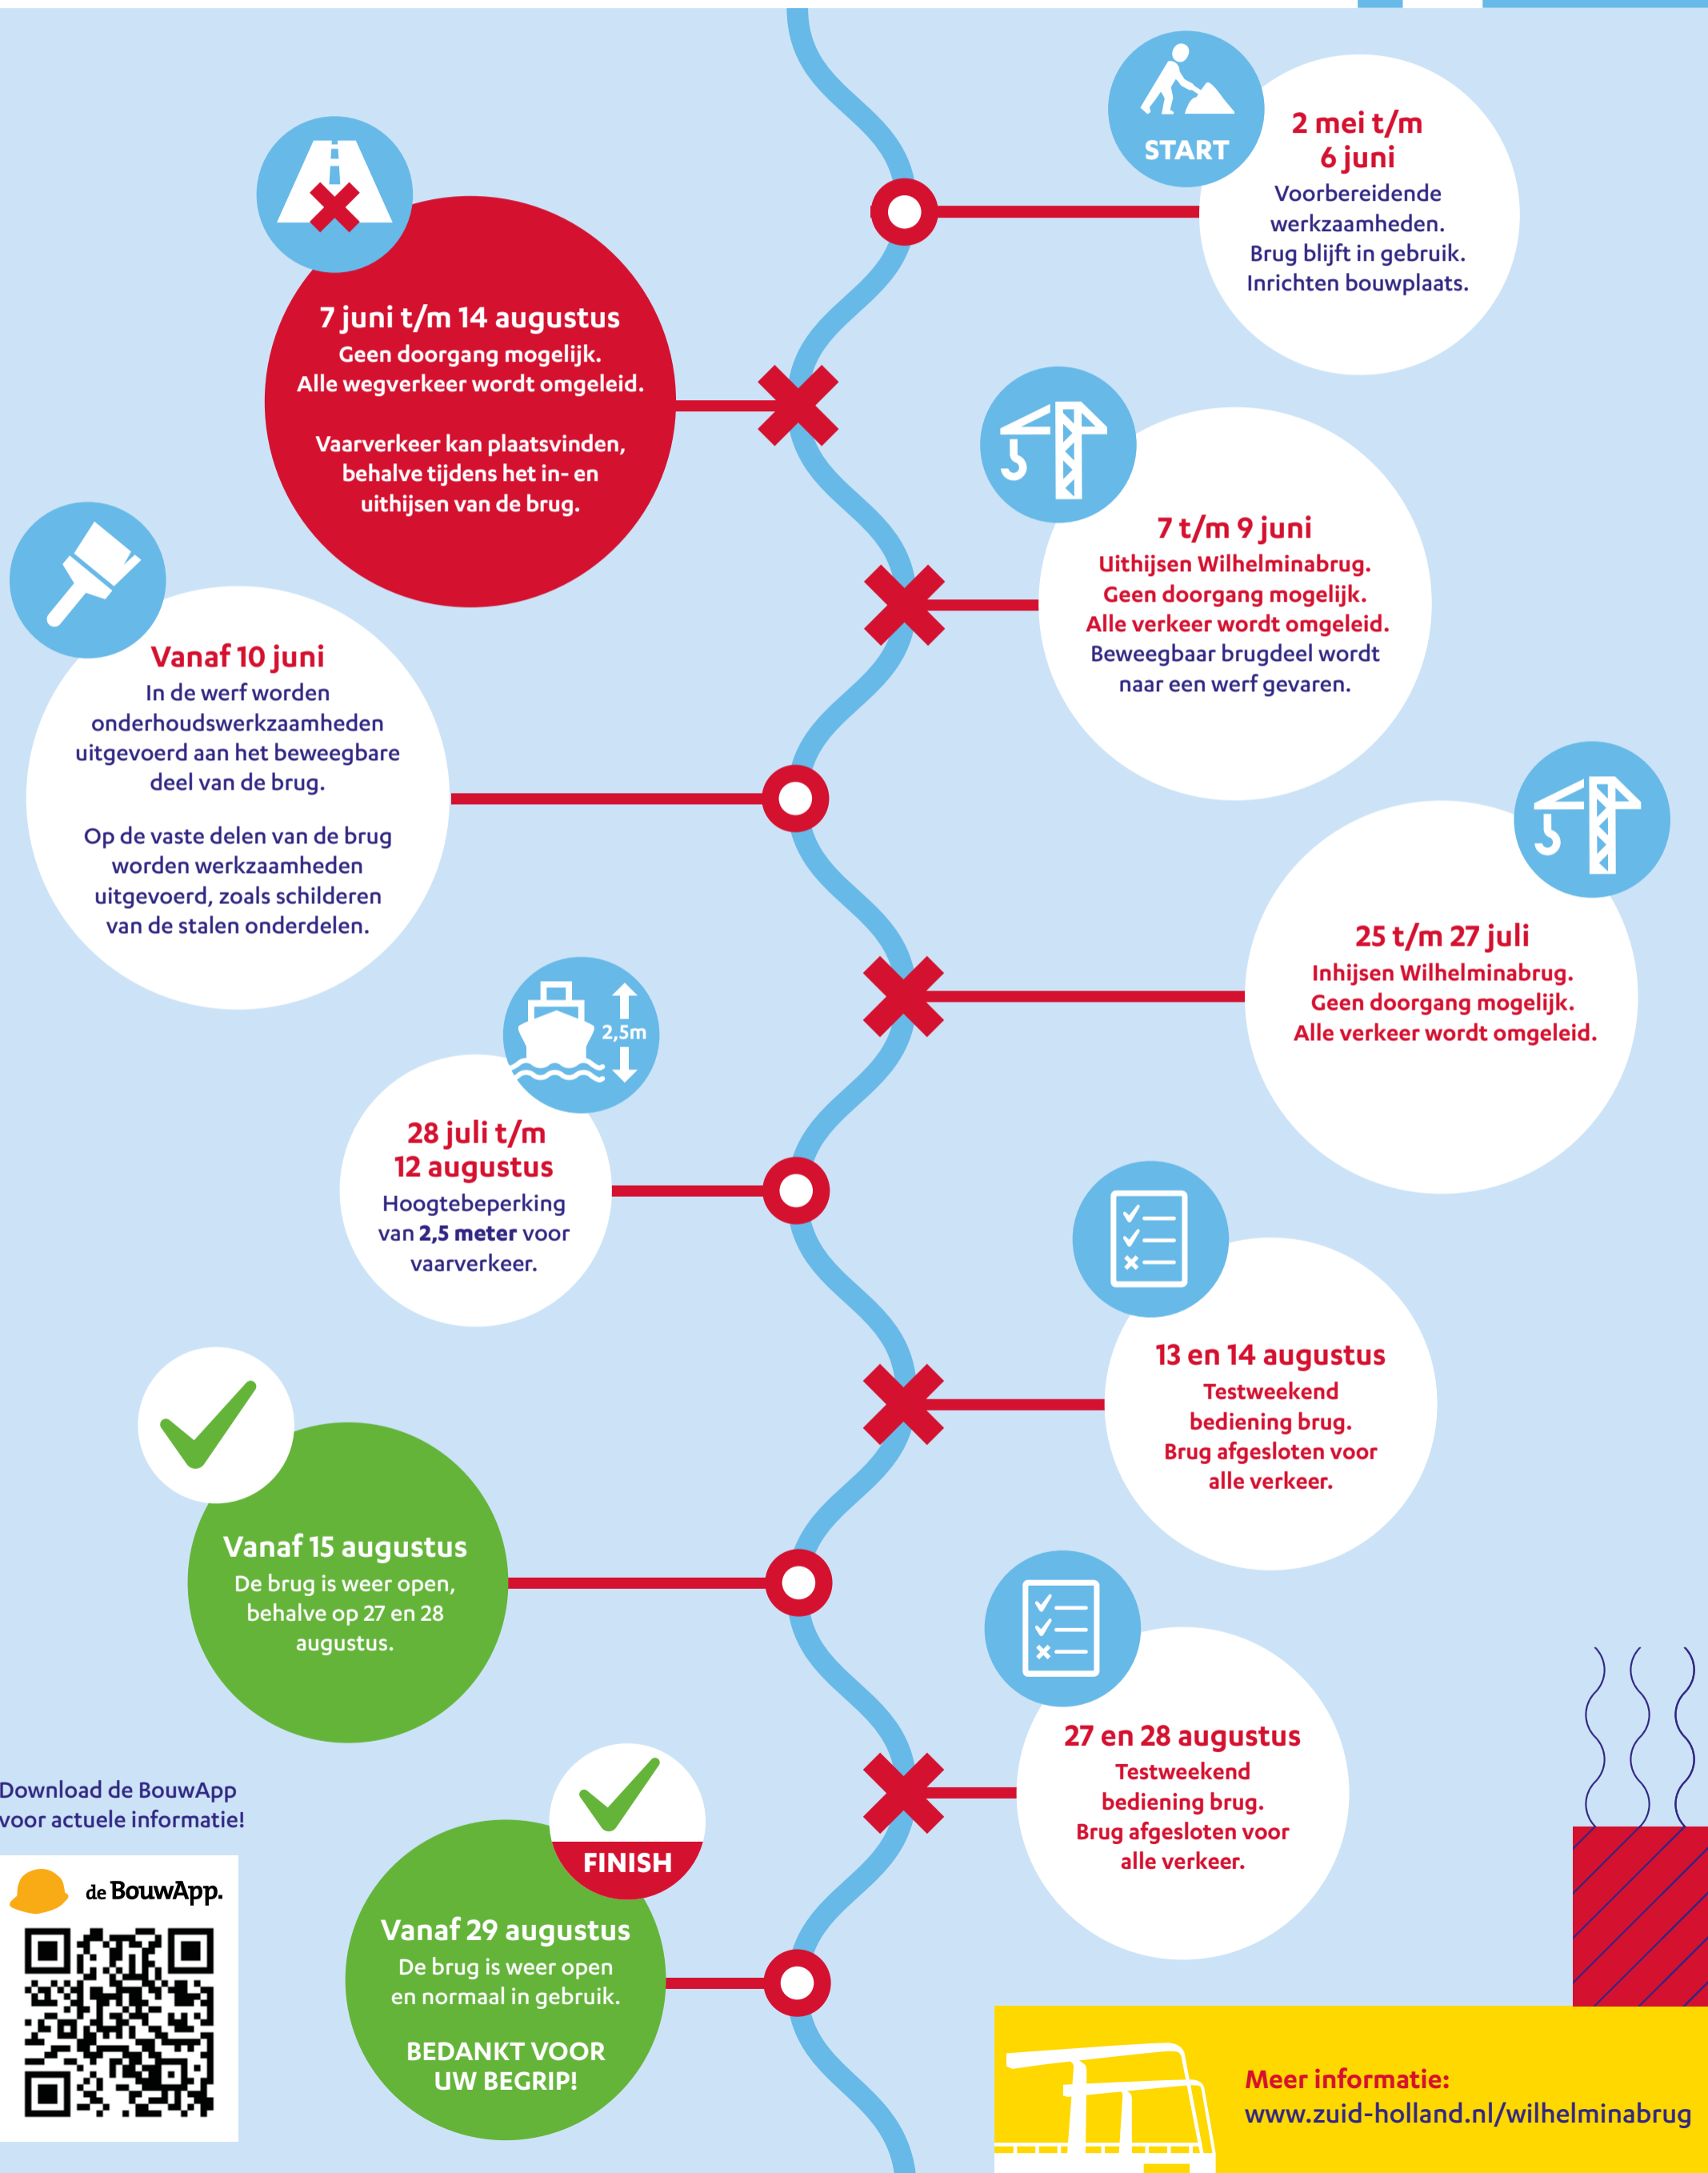 START
2 mei t/m
6 juni
Voorbereidende
werkzaamheden.
Brug blijft in gebruik.
Inrichten bouwplaats.
7 juni t/m 14 augustus
Geen doorgang mogelijk.
Alle wegverkeer wordt omgeleid.
Vaarverkeer kan plaatsvinden,
behalve tijdens het in- en
uithijsen van de brug.
7 t/m 9 juni
Uithijsen Wilhelminabrug.
Geen doorgang mogelijk.
Alle verkeer wordt omgeleid.
Beweegbaar brugdeel wordt
naar een werf gevaren.
Vanaf 10 juni
In de werf worden
onderhoudswerkzaamheden
uitgevoerd aan het beweegbare
deel van de brug.
Op de vaste delen van de brug
worden werkzaamheden
uitgevoerd, zoals schilderen
van de stalen onderdelen.
25 t/m 27 juli
Inhijsen Wilhelminabrug.
Geen doorgang mogelijk.
Alle verkeer wordt omgeleid.
2,5m
28 juli t/m
12 augustus
Hoogtebeperking
van 2,5 meter voor
vaarverkeer.
13 en 14 augustus
Testweekend
bediening brug.
Brug afgesloten voor
alle verkeer.
Vanaf 15 augustus
De brug is weer open,
behalve op 27 en 28
augustus.
27 en 28 augustus
Testweekend
bediening brug.
Brug afgesloten voor
alle verkeer.
FINISH
Vanaf 29 augustus
De brug is weer open
en normaal in gebruik.
BEDANKT VOOR
UW BEGRIP!
Download de BouwApp
voor actuele informatie!
de BouwApp.
Meer informatie:
www.zuid-holland.nl/wilhelminabrug